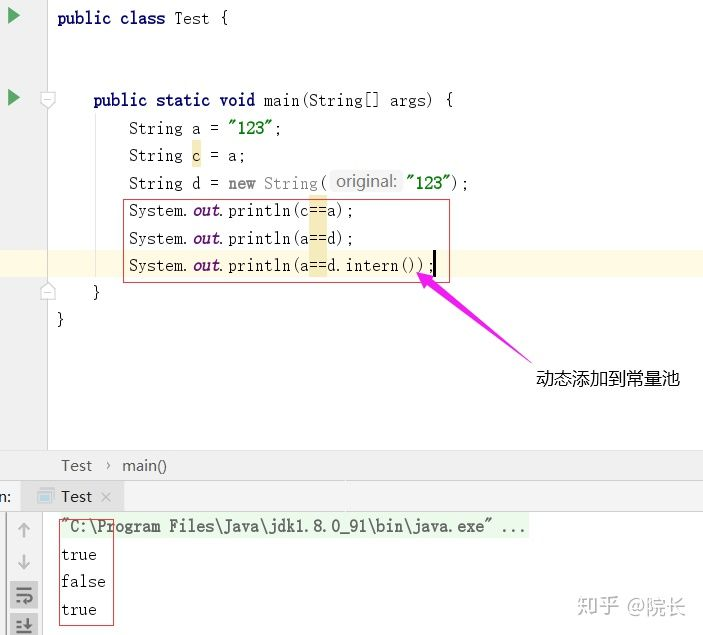 public class Test {
public static void main(String[] args) {
String a = "123";
String c = a;
String d = new String( original: "123");
System.out.println(c==a);
System.out.println(a==d);
System.out.println(a==d.intern());
}
}
动态添加到常量池
Test › main()
n: Test ×
"C:\Program Files\Java\jdk1.8.0_91\bin\java.exe" ...
true
false
true
知乎 @院长